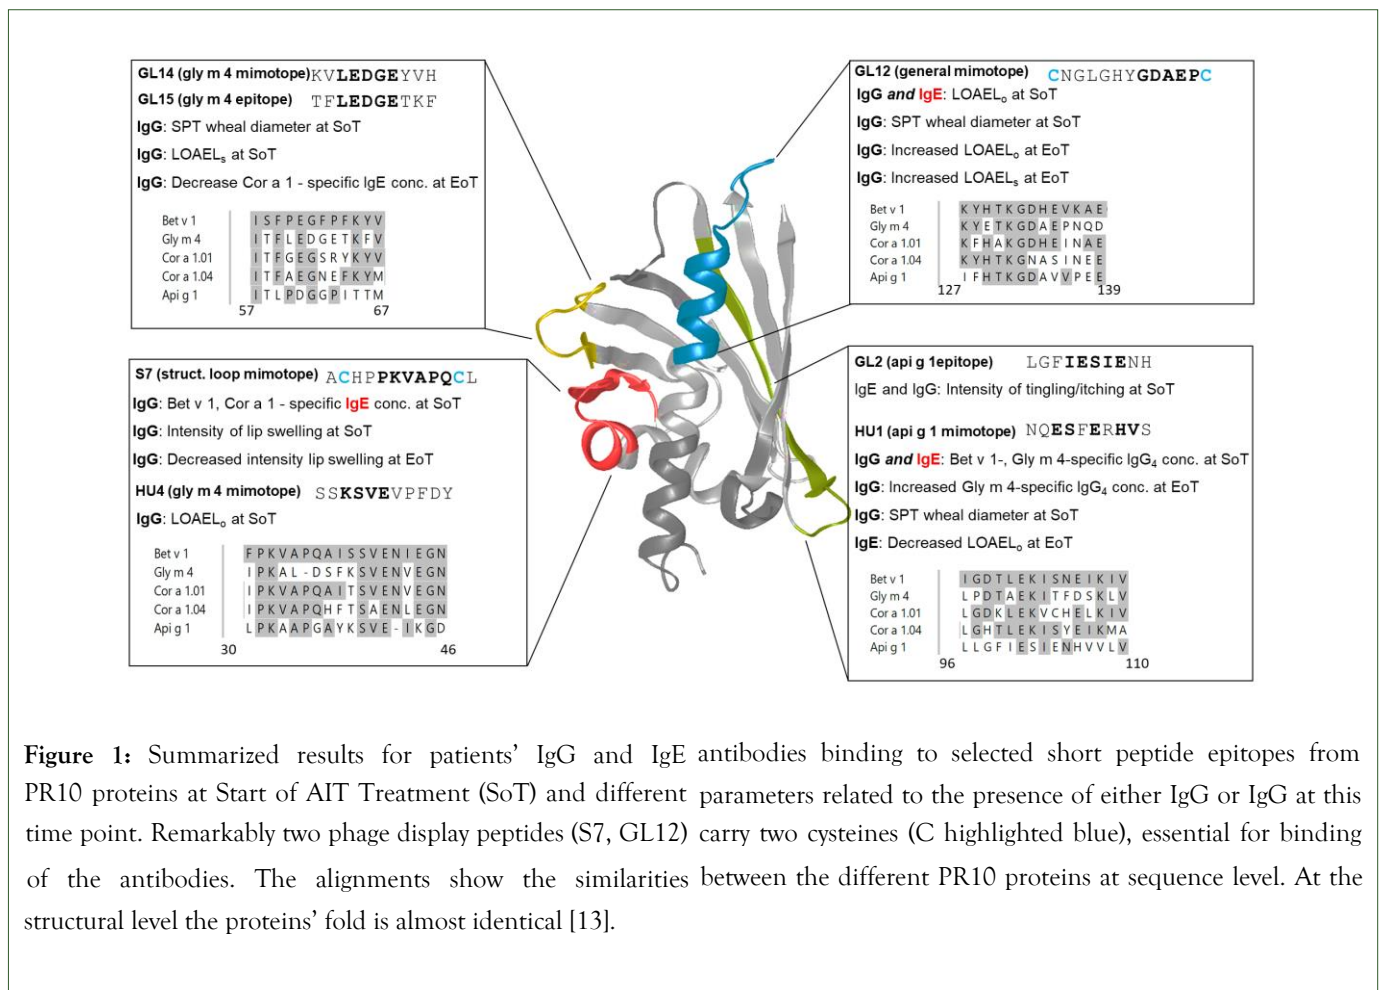 GL14 (gly m 4 mimotope) KVLEDGEYVH
GL15 (gly m 4 epitope) TFLEDGETKF
IgG: SPT wheal diameter at SoT
IgG: LOAELs at SoT
IgG: Decrease Cor a 1 - specific IgE conc. at EoT
Bet v 1 ISFPEGFPFKYV
Gly m 4 ITFLEDGETKFV
Cor a 1.01 ITFGEGSRYKYV
Cor a 1.04 ITFAEGNEFKYM
Api g 1 ITLPDGGPITTM
57 67
GL12 (general mimotope) CNGLGHYGDAEPC
IgG and IgE: LOAELo at SoT
IgG: SPT wheal diameter at SoT
IgG: Increased LOAELo at EoT
IgG: Increased LOAELs at EoT
Bet v 1 KYHTKGDHEVKAE
Gly m 4 KYETKGDAEPNQD
Cor a 1.01 KFHAKGDHEINAE
Cor a 1.04 KYHTKGNASINEE
Api g 1 IFHTKGDAVVPEE
127 139
S7 (struct. loop mimotope) ACHPPKVAPQCL
IgG: Bet v 1, Cor a 1 - specific IgE conc. at SoT
IgG: Intensity of lip swelling at SoT
IgG: Decreased intensity lip swelling at EoT
HU4 (gly m 4 mimotope) SSKSVEVPFDY
IgG: LOAELo at SoT
Bet v 1 FPKVAPQAISSVENIEGN
Gly m 4 IPKAL-DSFKSVENVEGN
Cor a 1.01 IPKVAPQAITSVENVEGN
Cor a 1.04 IPKVAPQHFTSAENLEGN
Api g 1 LPKAAPGAYKSVE-IKGD
30 46
GL2 (api g 1epitope) LGFIESIENH
IgE and IgG: Intensity of tingling/itching at SoT
HU1 (api g 1 mimotope) NQESFERHVS
IgG and IgE: Bet v 1-, Gly m 4-specific IgG4 conc. at SoT
IgG: Increased Gly m 4-specific IgG4 conc. at EoT
IgG: SPT wheal diameter at SoT
IgE: Decreased LOAELo at EoT
Bet v 1 IGDTLEKISNEIKIV
Gly m 4 LPDTAEKITFDSKLV
Cor a 1.01 LGDKLEKVCHELKIV
Cor a 1.04 LGHTLEKISYEIKMA
Api g 1 LLGFIESIENHVVLV
96 110
Figure 1: Summarized results for patients' IgG and IgE antibodies binding to selected short peptide epitopes from
PR10 proteins at Start of AIT Treatment (SoT) and different parameters related to the presence of either IgG or IgG at this
time point. Remarkably two phage display peptides (S7, GL12) carry two cysteines (C highlighted blue), essential for binding
of the antibodies. The alignments show the similarities between the different PR10 proteins at sequence level. At the
structural level the proteins' fold is almost identical [13].